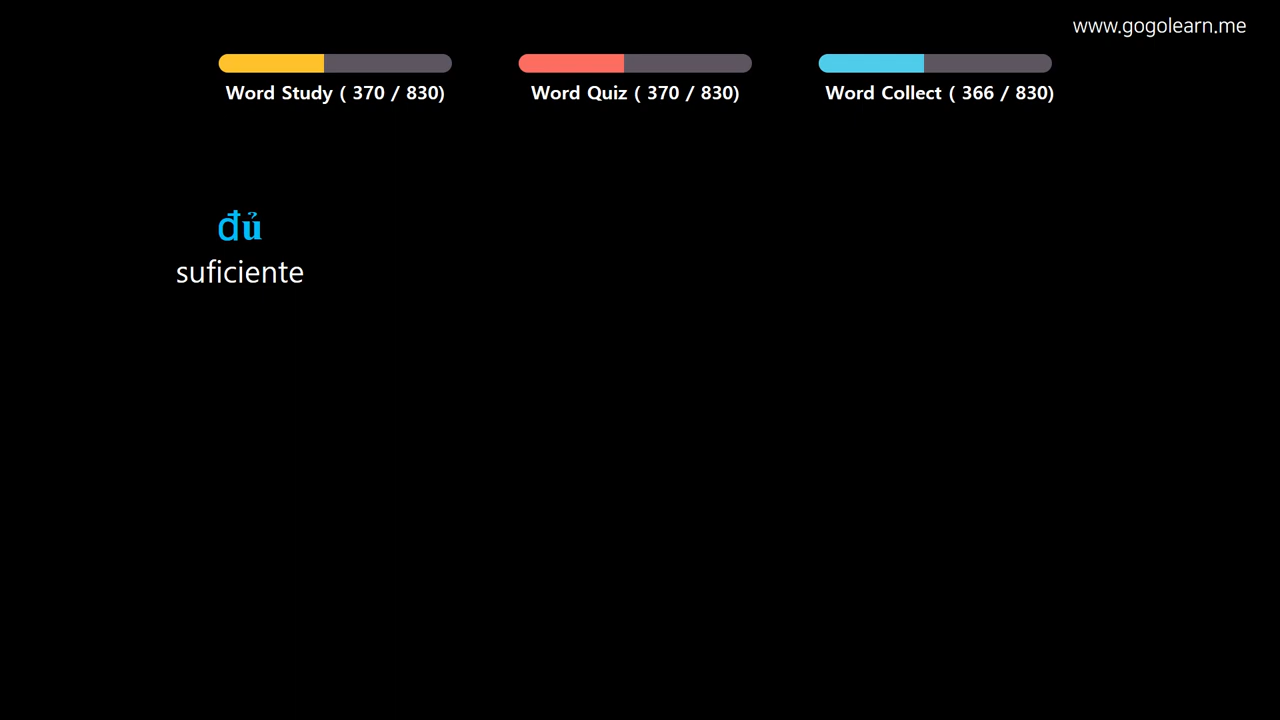 www.gogolearn.me
Word Study ( 370 / 830)
Word Quiz ( 370 / 830)
Word Collect ( 366 / 830)
đủ
suficiente